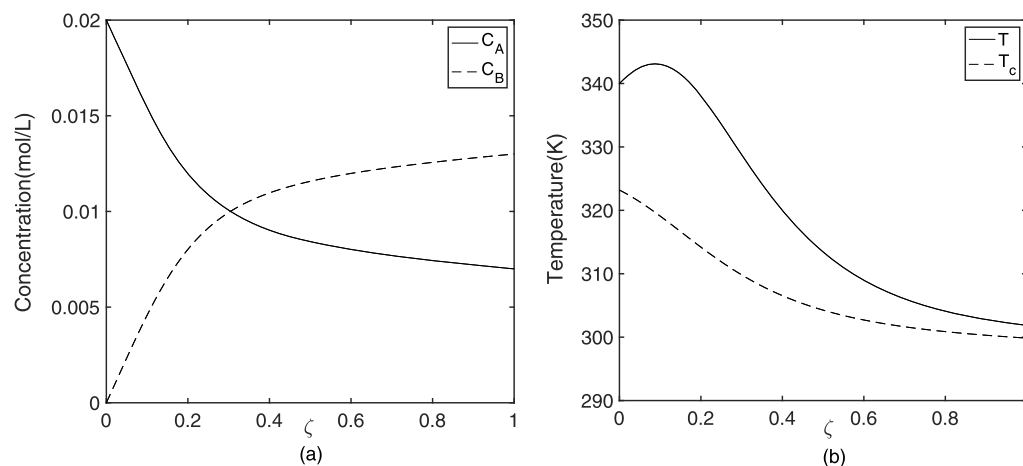 0.02
0.015
0.01
0.005
0
Concentration(mol/L)
C_A
C_B
0
0.2
0.4
0.6
0.8
1
ζ
(a)
350
340
330
320
310
300
290
Temperature(K)
T
T_c
0
0.2
0.4
0.6
0.8
ζ
(b)